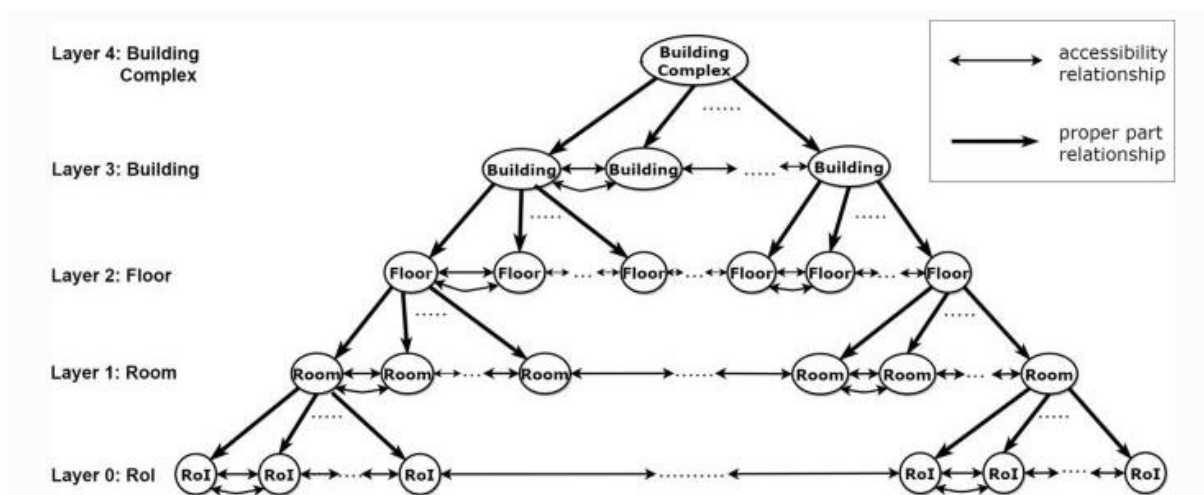 Layer 4: Building
Complex
Building
Complex
......
accessibility
relationship
proper part
relationship
Layer 3: Building
Building
Building
.....
Building
.....
.....
Layer 2: Floor
Floor
Floor
...
Floor
...
Floor
Floor
...
Floor
.....
.....
Layer 1: Room
Room
Room
...
Room
......
Room
Room
...
Room
.....
.....
Layer 0: RoI
RoI
RoI
....
RoI
........
RoI
RoI
....
RoI